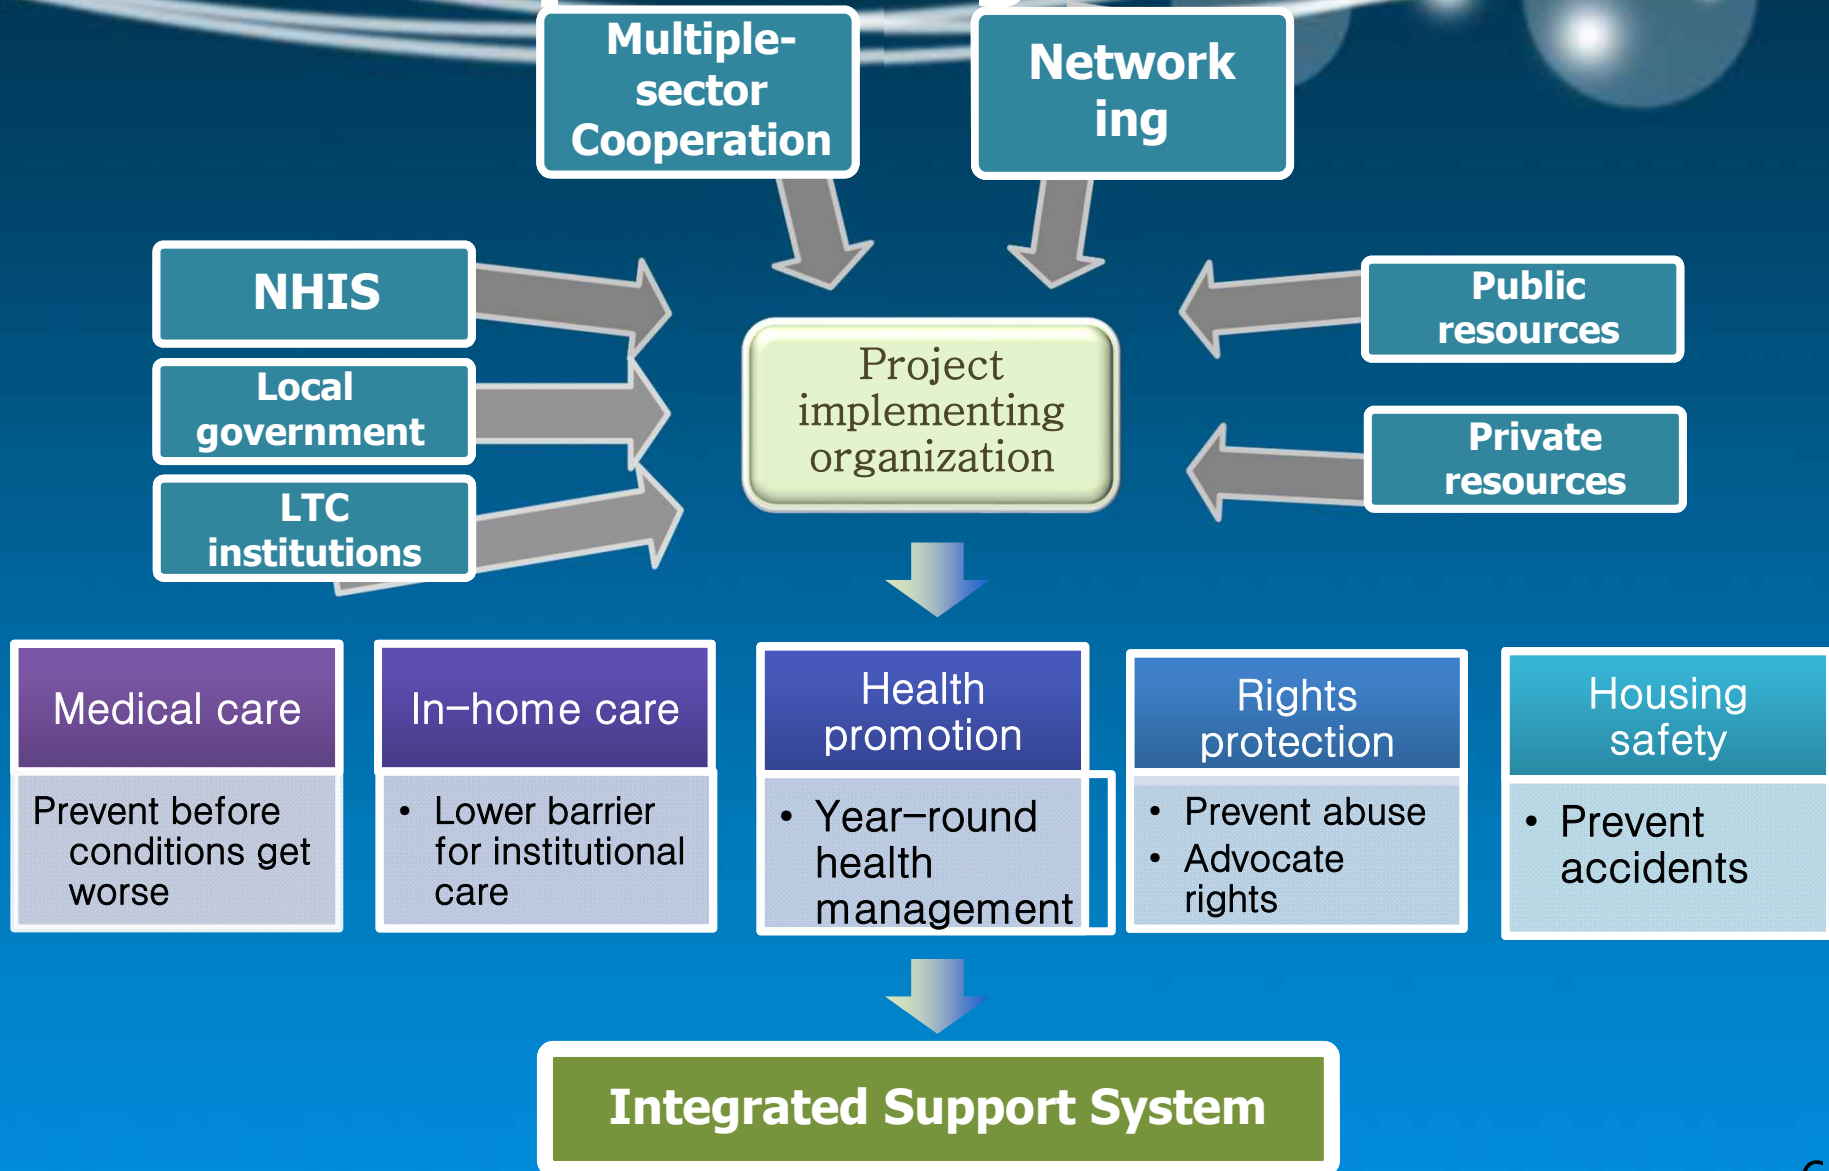 Multiple-
sector
Cooperation
Network
ing
NHIS
Local
government
LTC
institutions
Project
implementing
organization
Public
resources
Private
resources
Medical care
Prevent before
conditions get
worse
In-home care
• Lower barrier
for institutional
care
Health
promotion
• Year-round
health
management
Rights
protection
• Prevent abuse
• Advocate
rights
Housing
safety
• Prevent
accidents
Integrated Support System